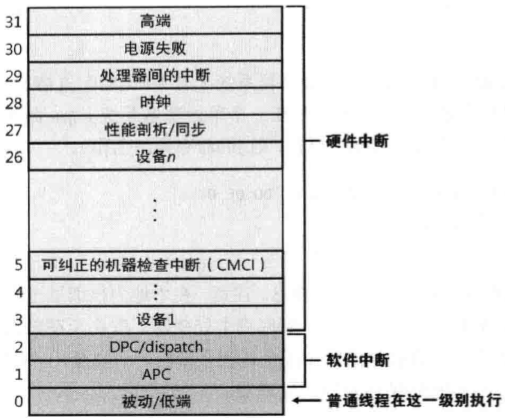 31 高端
30 电源失败
29 处理器间的中断
28 时钟
27 性能剖析/同步
26 设备n
硬件中断
5 可纠正的机器检查中断（CMCI）
4
3 设备1
2 DPC/dispatch
软件中断
1 APC
0 被动/低端 普通线程在这一级别执行